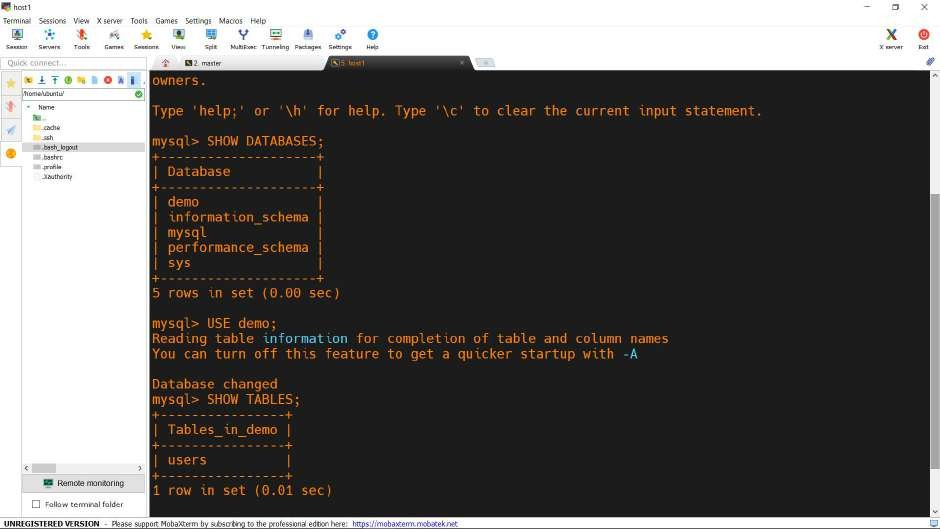 host1
Terminal Sessions View X server Tools Games Settings Macros Help
Session Servers Tools Games Sessions View Split MultiExec Tunneling Packages Settings Help X server Exit
Quick connect...
2. master
5. host1
/home/ubuntu/
Name
..
.cache
.ssh
.bash_logout
.bashrc
.profile
.Xauthority
Remote monitoring
Follow terminal folder
owners.
Type 'help;' or '\h' for help. Type '\c' to clear the current input statement.
mysql> SHOW DATABASES;
+--------------------+
| Database           |
+--------------------+
| demo               |
| information_schema |
| mysql              |
| performance_schema |
| sys                |
+--------------------+
5 rows in set (0.00 sec)
mysql> USE demo;
Reading table information for completion of table and column names
You can turn off this feature to get a quicker startup with -A
Database changed
mysql> SHOW TABLES;
+----------------+
| Tables_in_demo |
+----------------+
| users          |
+----------------+
1 row in set (0.01 sec)
UNREGISTERED VERSION - Please support MobaXterm by subscribing to the professional edition here: https://mobaxterm.mobatek.net